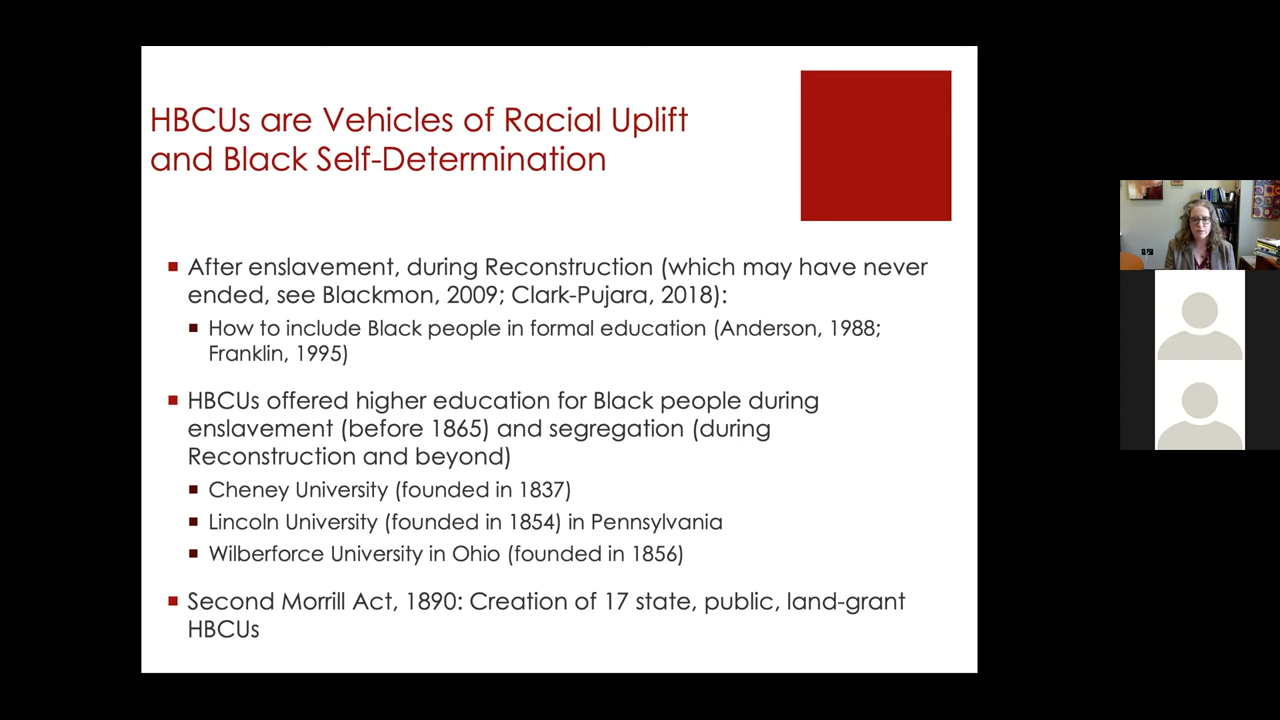 HBCUs are Vehicles of Racial Uplift
and Black Self-Determination
After enslavement, during Reconstruction (which may have never
ended, see Blackmon, 2009; Clark-Pujara, 2018):
How to include Black people in formal education (Anderson, 1988;
Franklin, 1995)
HBCUs offered higher education for Black people during
enslavement (before 1865) and segregation (during
Reconstruction and beyond)
Cheney University (founded in 1837)
Lincoln University (founded in 1854) in Pennsylvania
Wilberforce University in Ohio (founded in 1856)
Second Morrill Act, 1890: Creation of 17 state, public, land-grant
HBCUs